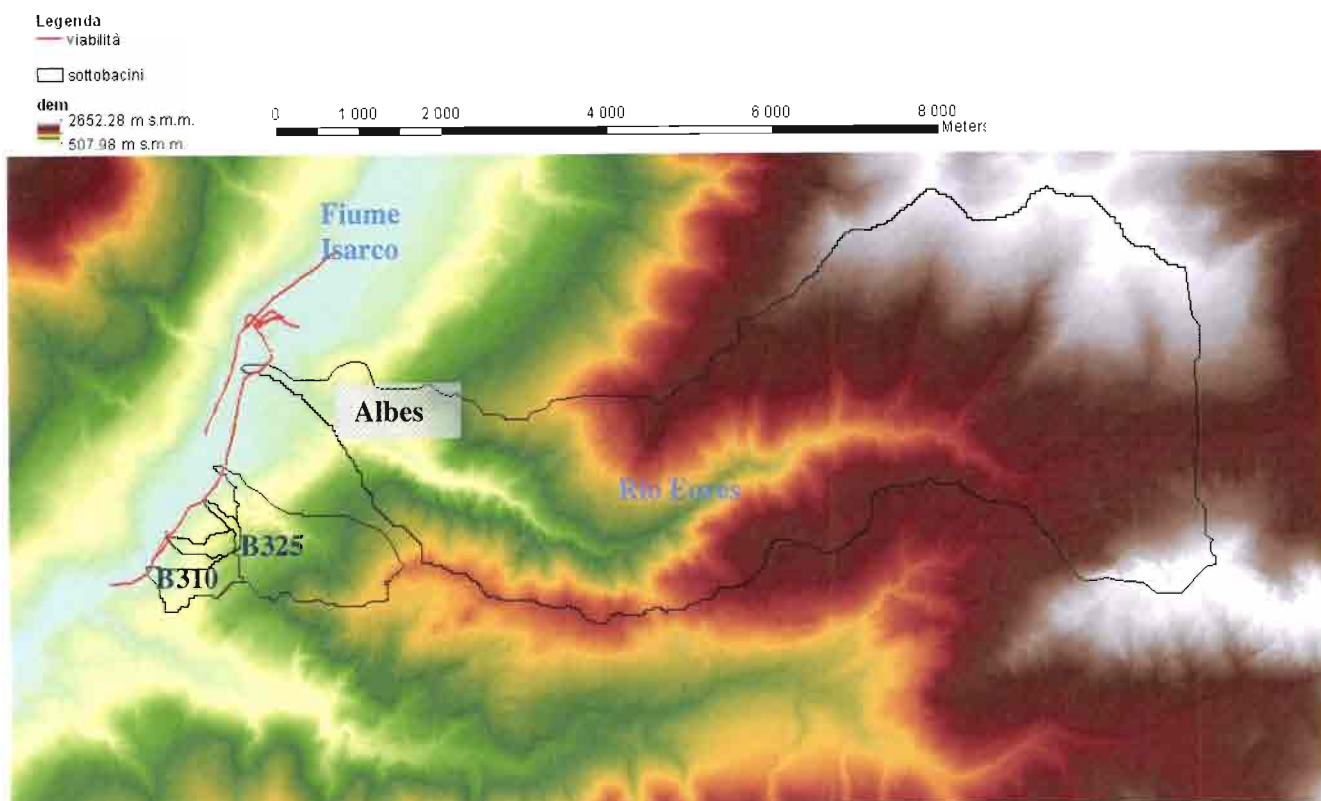 Legenda
viabilità
sottobacini
dem
2652.28 m s.m.m.
507.98 m s.m.m.
0 1 000 2 000 4 000 6 000 8 000
Meters
Fiume
Isarco
Albes
Rio Eores
B325
B310